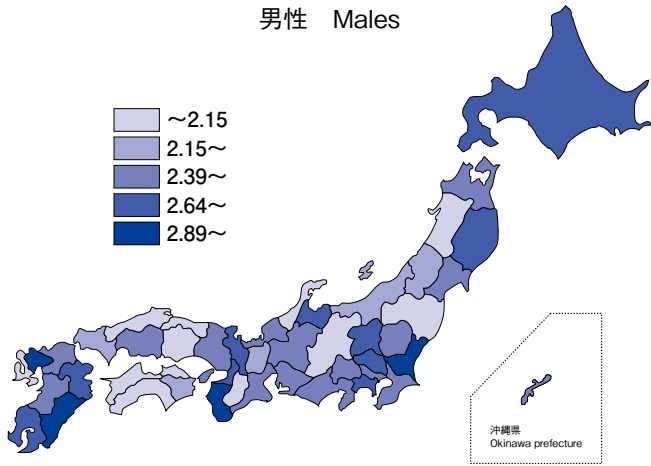 男性 Males
～2.15
2.15～
2.39～
2.64～
2.89～
沖縄県
Okinawa prefecture